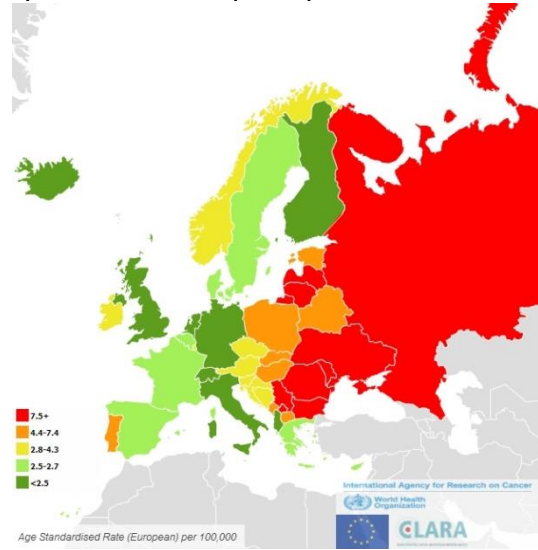 7.5+
4.4-7.4
2.8-4.3
2.5-2.7
<2.5
International Agency for Research on Cancer
World Health
Organization
CLARA
Age Standardised Rate (European) per 100,000